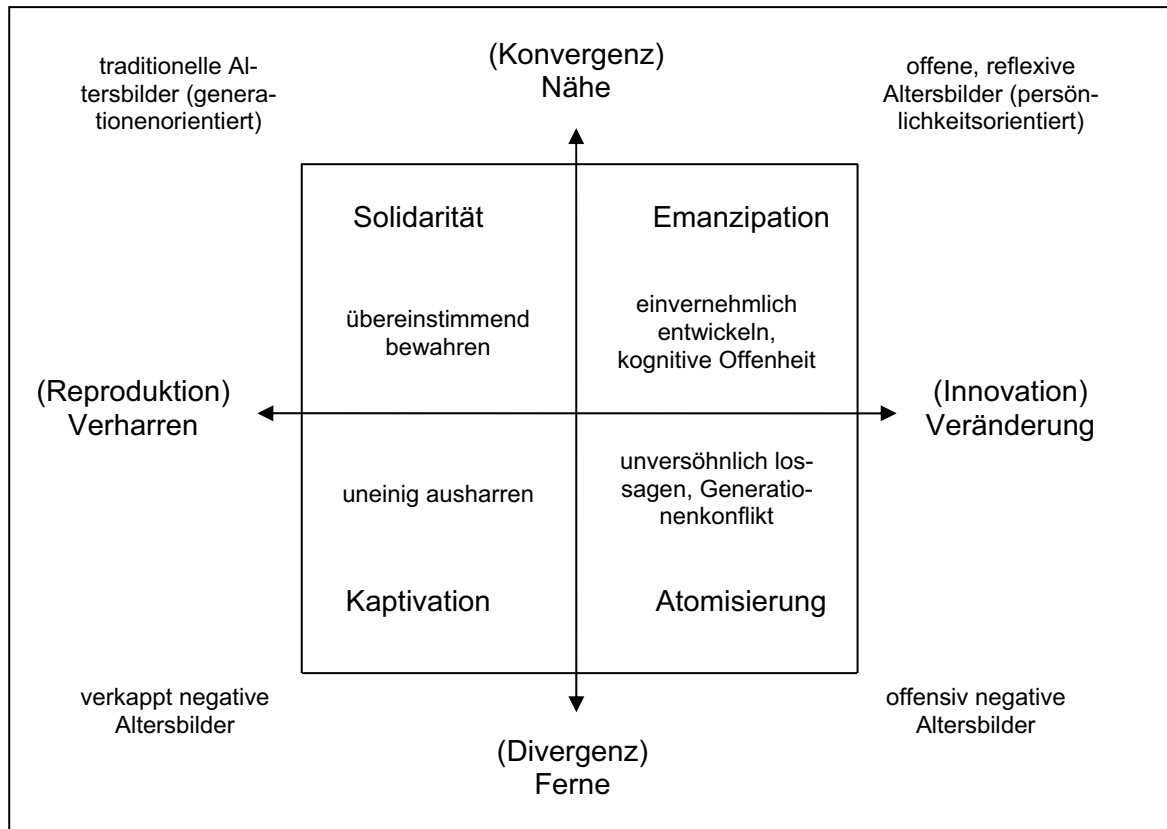 (Konvergenz)
Nähe
traditionelle Al-
tersbilder (genera-
tionenorientiert)
offene, reflexive
Altersbilder (persön-
lichkeitsorientiert)
Solidarität
Emanzipation
übereinstimmend
bewahren
einvernehmlich
entwickeln,
kognitive Offenheit
(Reproduktion)
Verharren
(Innovation)
Veränderung
uneinig ausharren
unversöhnlich los-
sagen, Generatio-
nenkonflikt
Kaptivation
Atomisierung
verkappt negative
Altersbilder
offensiv negative
Altersbilder
(Divergenz)
Ferne